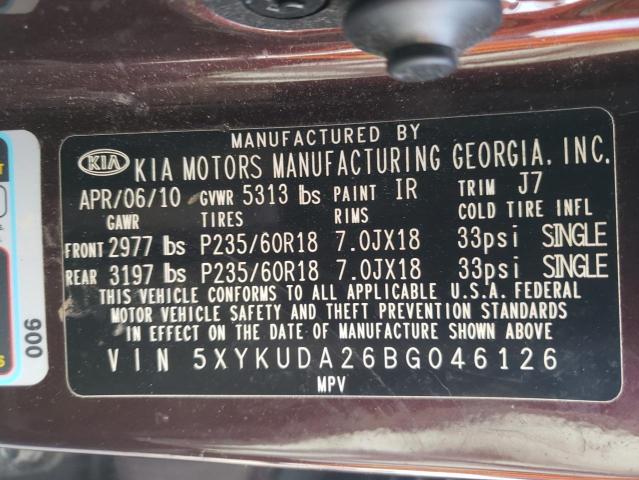 MANUFACTURED BY
KIA KIA MOTORS MANUFACTURING GEORGIA, INC.
APR/06/10 GVWR 5313 lbs PAINT IR TRIM J7
GAWR TIRES RIMS COLD TIRE INFL
FRONT 2977 lbs P235/60R18 7.0JX18 33psi SINGLE
REAR 3197 lbs P235/60R18 7.0JX18 33psi SINGLE
THIS VEHICLE CONFORMS TO ALL APPLICABLE U.S.A. FEDERAL
MOTOR VEHICLE SAFETY AND THEFT PREVENTION STANDARDS
IN EFFECT ON THE DATE OF MANUFACTURE SHOWN ABOVE
VIN 5XYKUDA26BG046126
MPV
006